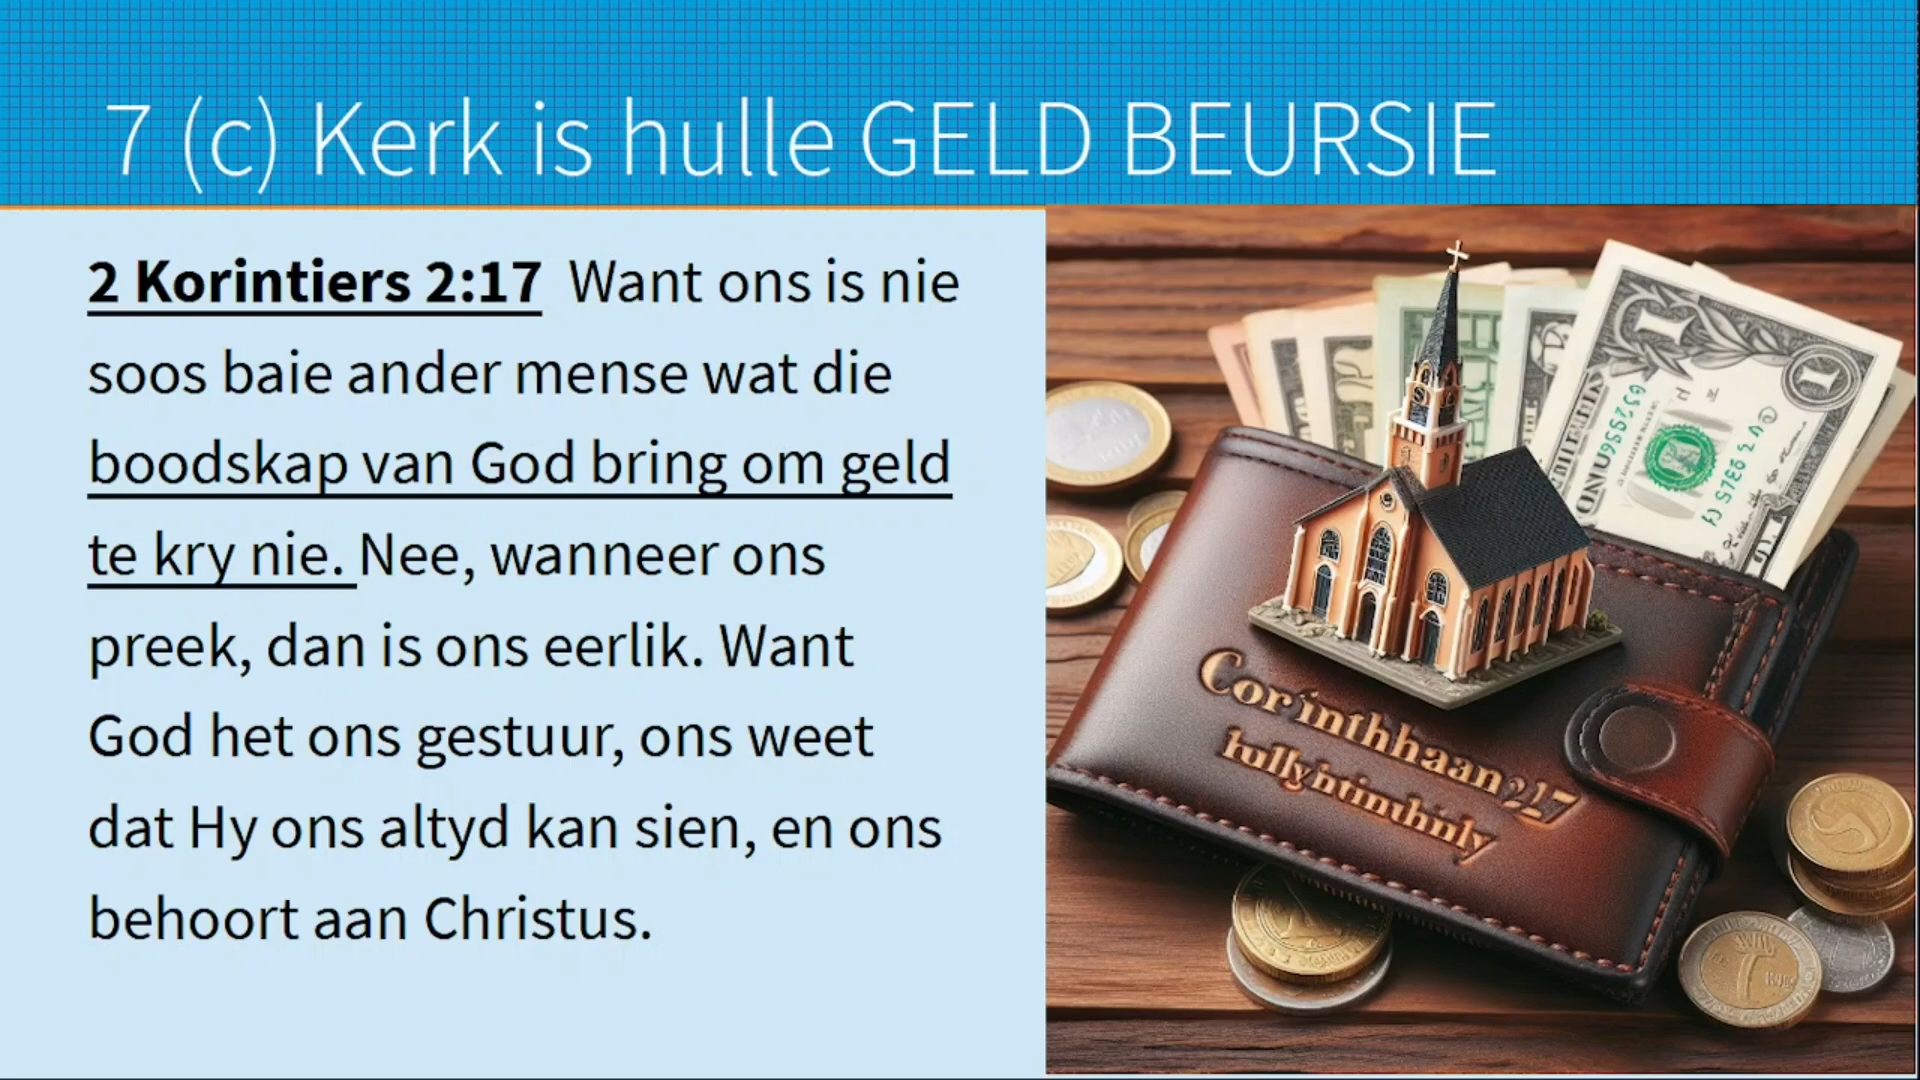 7 (c) Kerk is hulle GELD BEURSIE
2 Korintiers 2:17 Want ons is nie
soos baie ander mense wat die
boodskap van God bring om geld
te kry nie. Nee, wanneer ons
preek, dan is ons eerlik. Want
God het ons gestuur, ons weet
dat Hy ons altyd kan sien, en ons
behoort aan Christus.